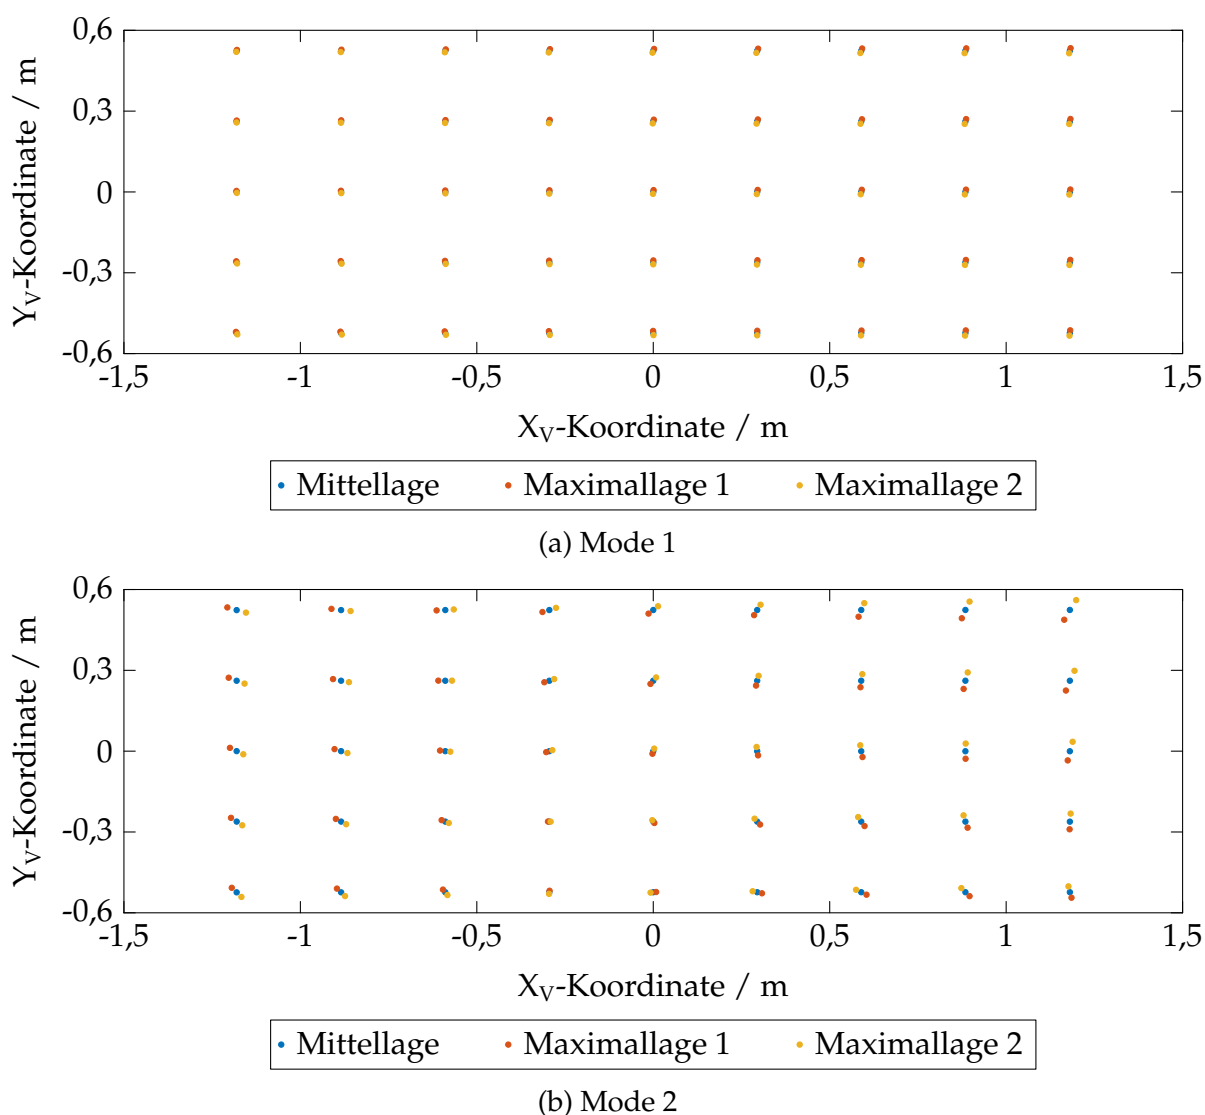 0,6
0,3
0
-0,3
-0,6
Y_V-Koordinate / m
-1,5 -1 -0,5 0 0,5 1 1,5
X_V-Koordinate / m
Mittellage Maximallage 1 Maximallage 2
(a) Mode 1
0,6
0,3
0
-0,3
-0,6
Y_V-Koordinate / m
-1,5 -1 -0,5 0 0,5 1 1,5
X_V-Koordinate / m
Mittellage Maximallage 1 Maximallage 2
(b) Mode 2